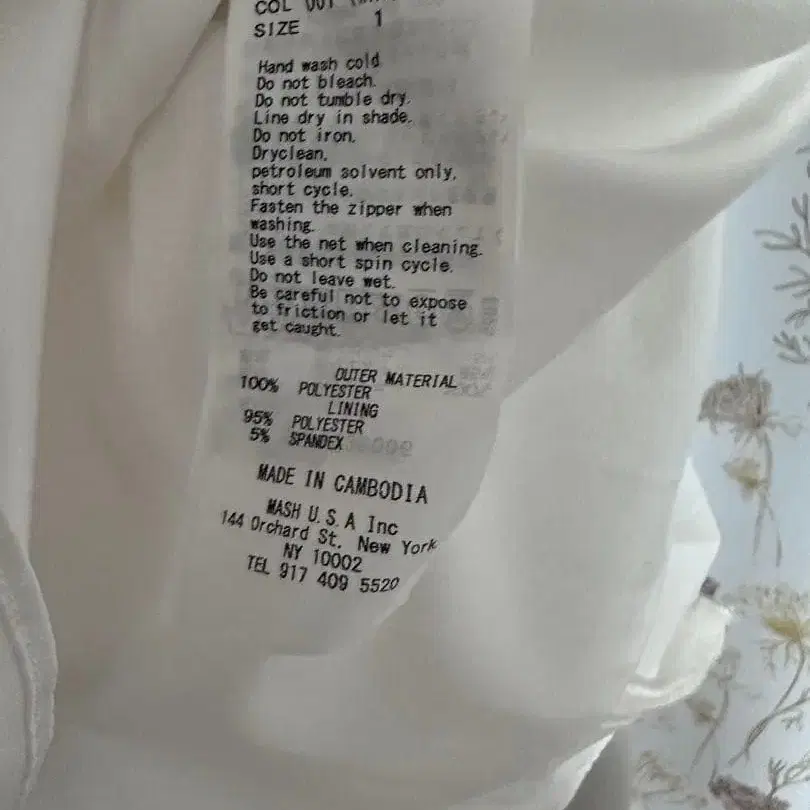 COL 001
SIZE 1
Hand wash cold
Do not bleach.
Do not tumble dry.
Line dry in shade.
Do not iron.
Dryclean,
petroleum solvent only,
short cycle.
Fasten the zipper when
washing.
Use the net when cleaning.
Use a short spin cycle.
Do not leave wet.
Be careful not to expose
to friction or let it
get caught.
OUTER MATERIAL
100% POLYESTER
LINING
95% POLYESTER
5% SPANDEX
MADE IN CAMBODIA
MASH U.S.A Inc
144 Orchard St. New York
NY 10002
TEL 917 409 5520